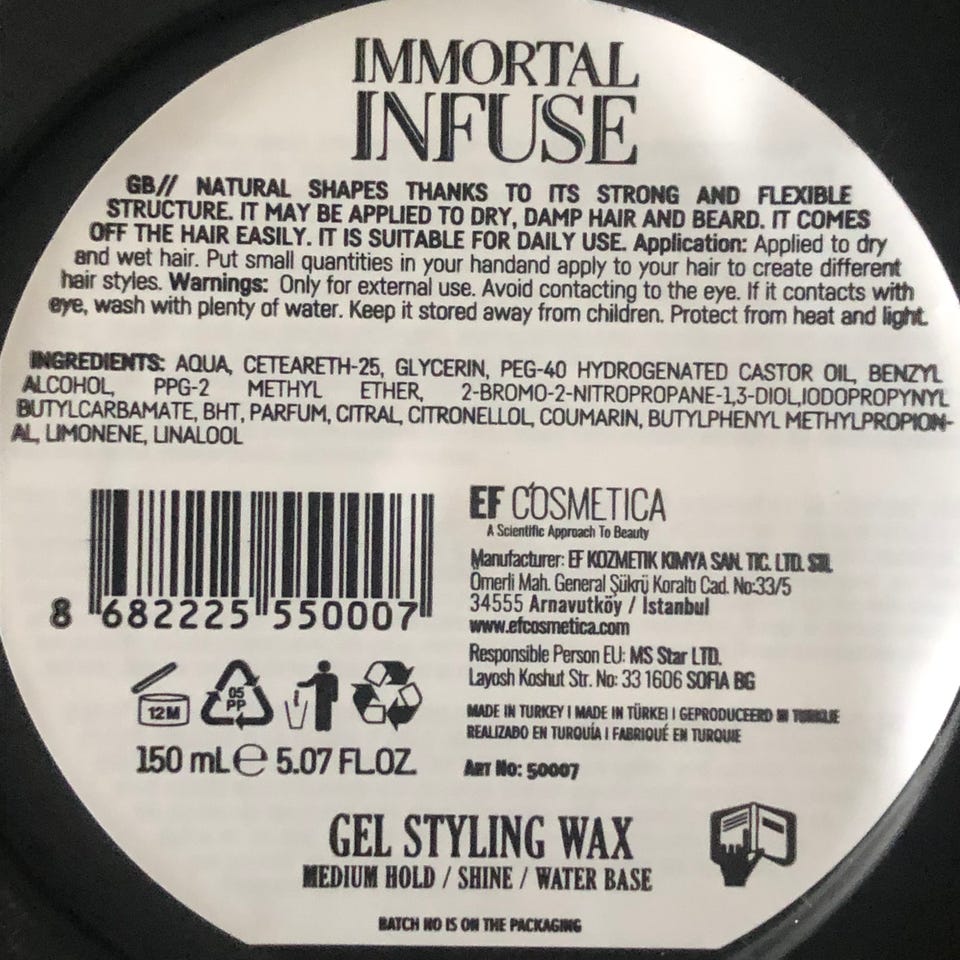 IMMORTAL
INFUSE
GB// NATURAL SHAPES THANKS TO ITS STRONG AND FLEXIBLE
STRUCTURE. IT MAY BE APPLIED TO DRY, DAMP HAIR AND BEARD. IT COMES
OFF THE HAIR EASILY. IT IS SUITABLE FOR DAILY USE. Application: Applied to dry
and wet hair. Put small quantities in your handand apply to your hair to create different
hair styles. Warnings: Only for external use. Avoid contacting to the eye. If it contacts with
eye, wash with plenty of water. Keep it stored away from children. Protect from heat and light.
INGREDIENTS: AQUA, CETEARETH-25, GLYCERIN, PEG-40 HYDROGENATED CASTOR OIL, BENZYL
ALCOHOL, PPG-2 METHYL ETHER, 2-BROMO-2-NITROPROPANE-1,3-DIOL,IODOPROPYNYL
BUTYLCARBAMATE, BHT, PARFUM, CITRAL, CITRONELLOL, COUMARIN, BUTYLPHENYL METHYLPROPION-
AL, LIMONENE, LINALOOL
8 682225 550007
EF COSMETICA
A Scientific Approach To Beauty
Manufacturer: EF KOZMETIK KIMYA SAN. TIC. LTD. STI.
Ömerli Mah. General Şükrü Koraltı Cad. No:33/5
34555 Arnavutköy / İstanbul
www.efcosmetica.com
Responsible Person EU: MS Star LTD.
Layosh Koshut Str. No: 33 1606 SOFIA BG
12M
05
PP
MADE IN TURKEY I MADE IN TÜRKEI I GEPRODUCEERD IN TURKIJE
REALIZABO EN TURQUÍA I FABRIQUÉ EN TURQUIE
150 mL e 5.07 FL.OZ.
Art No: 50007
GEL STYLING WAX
MEDIUM HOLD / SHINE / WATER BASE
BATCH NO IS ON THE PACKAGING